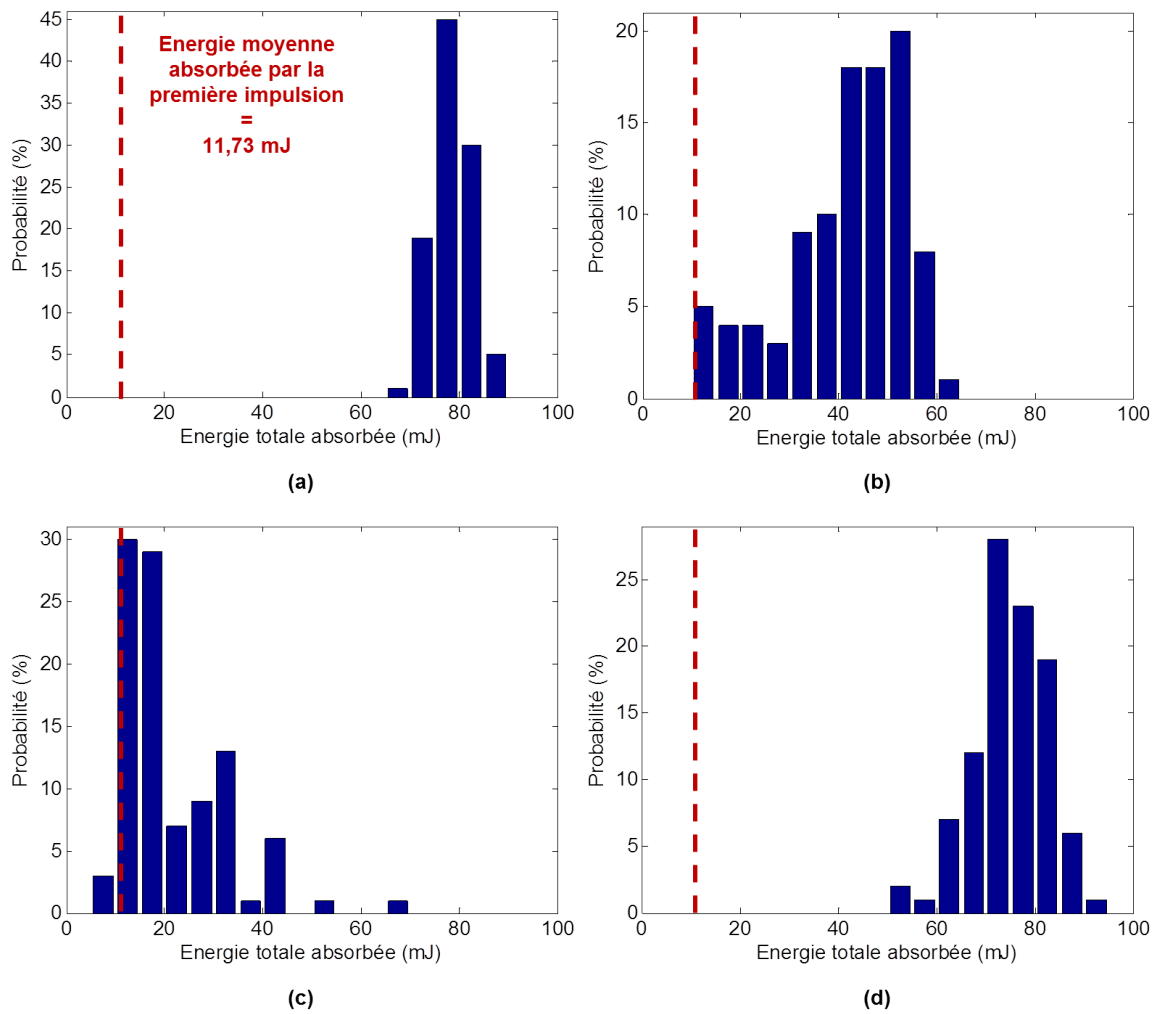 45
40
35
30
25
20
15
10
5
0
Probabilité (%)
Energie moyenne
absorbée par la
première impulsion
=
11,73 mJ
0 20 40 60 80 100
Energie totale absorbée (mJ)
(a)
20
15
10
5
0
Probabilité (%)
0 20 40 60 80 100
Energie totale absorbée (mJ)
(b)
30
25
20
15
10
5
0
Probabilité (%)
0 20 40 60 80 100
Energie totale absorbée (mJ)
(c)
25
20
15
10
5
0
Probabilité (%)
0 20 40 60 80 100
Energie totale absorbée (mJ)
(d)